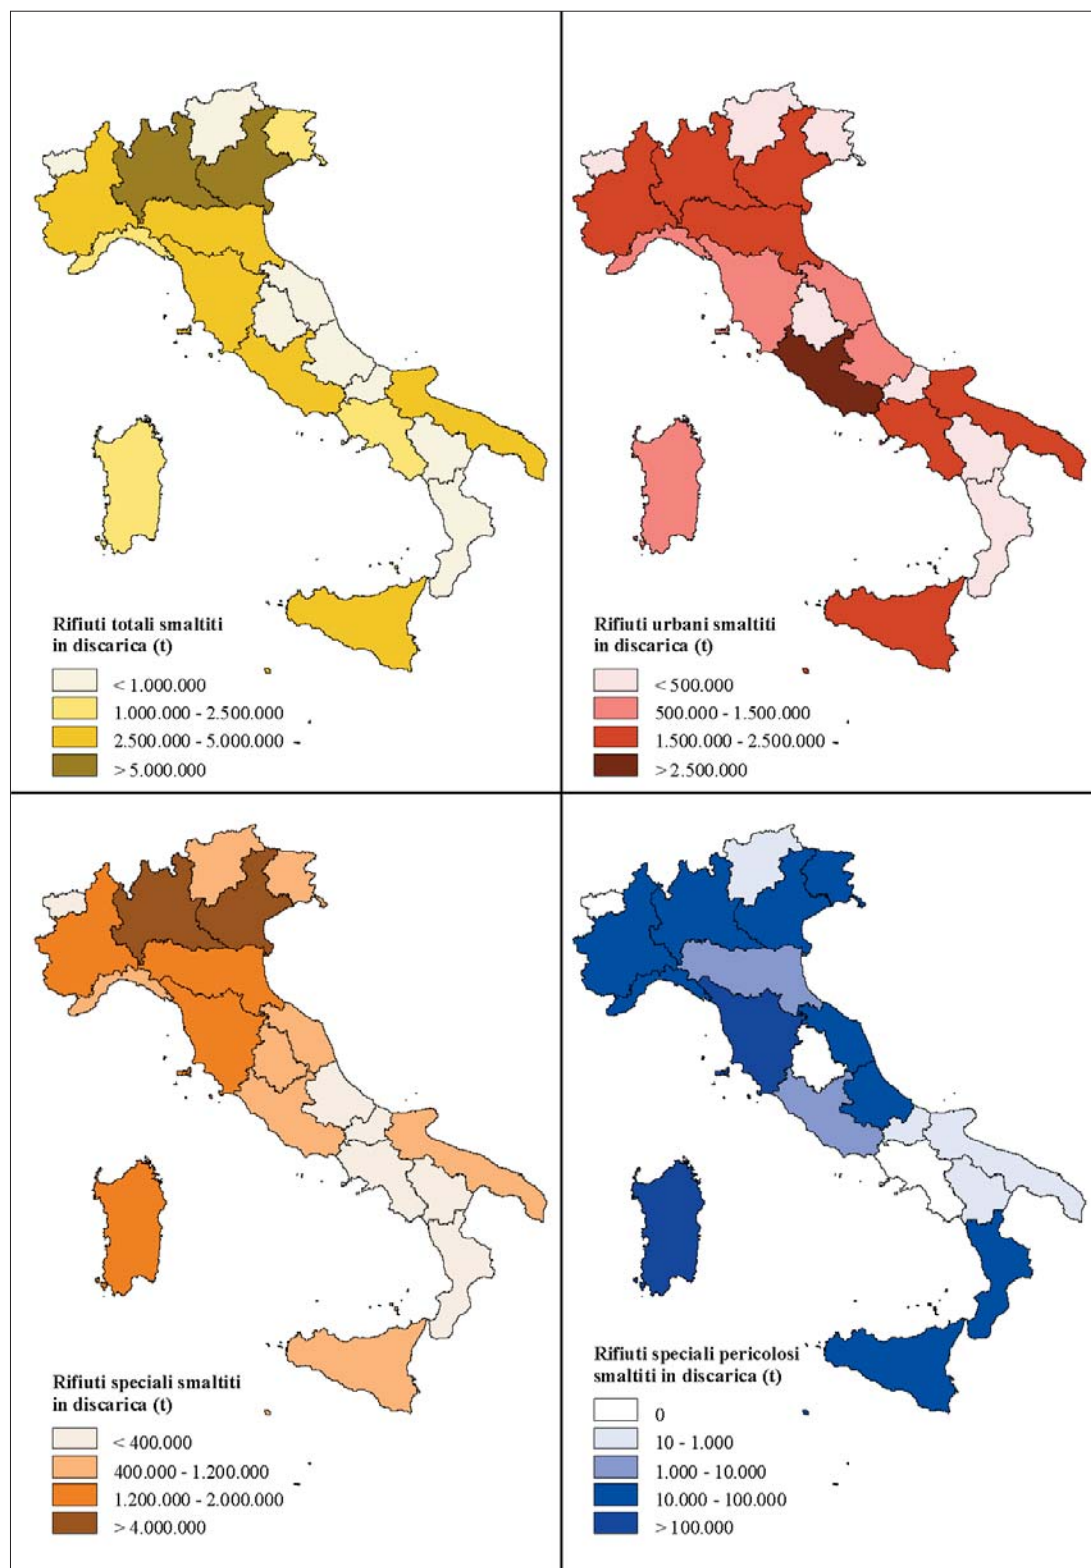 Rifiuti totali smaltiti
in discarica (t)
< 1.000.000
1.000.000 - 2.500.000
2.500.000 - 5.000.000
> 5.000.000
Rifiuti urbani smaltiti
in discarica (t)
< 500.000
500.000 - 1.500.000
1.500.000 - 2.500.000
> 2.500.000
Rifiuti speciali smaltiti
in discarica (t)
< 400.000
400.000 - 1.200.000
1.200.000 - 2.000.000
> 4.000.000
Rifiuti speciali pericolosi
smaltiti in discarica (t)
0
10 - 1.000
1.000 - 10.000
10.000 - 100.000
> 100.000